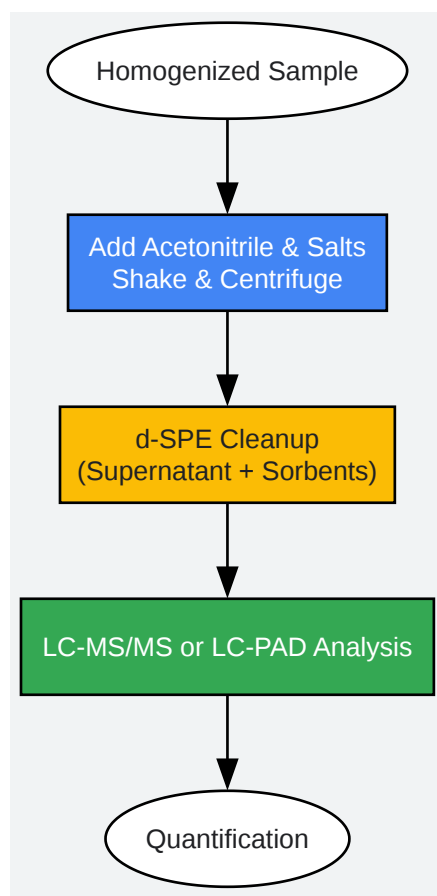 Homogenized Sample
Add Acetonitrile & Salts
Shake & Centrifuge
d-SPE Cleanup
(Supernatant + Sorbents)
LC-MS/MS or LC-PAD Analysis
Quantification